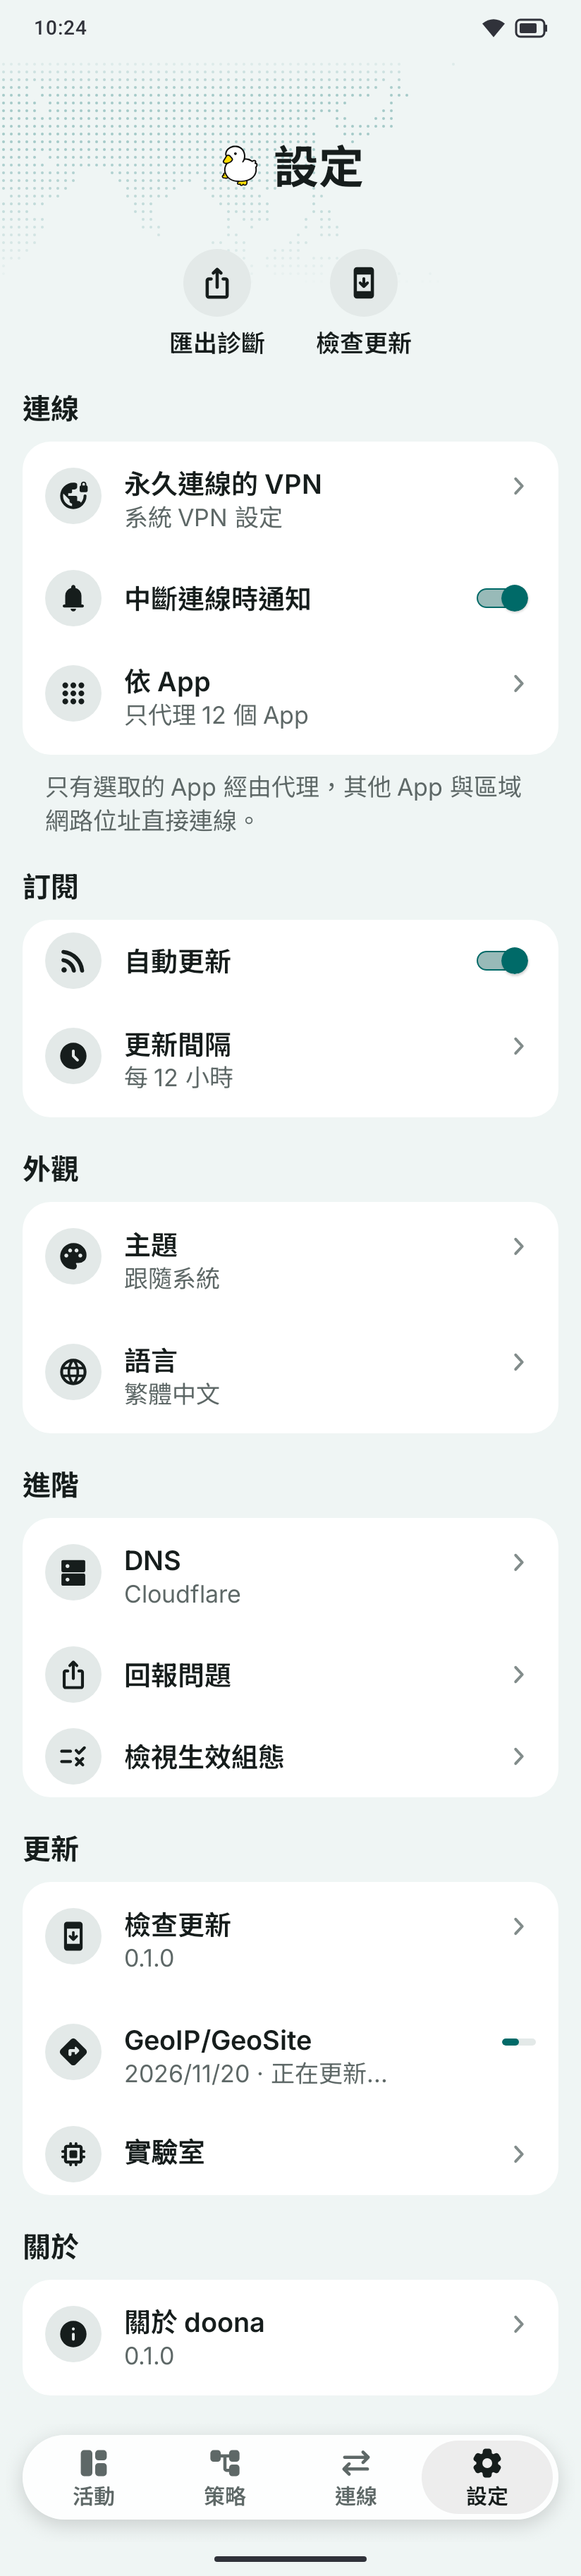 10:24
設定
匯出診斷
檢查更新
連線
永久連線的 VPN
系統 VPN 設定
中斷連線時通知
依 App
只代理 12 個 App
只有選取的 App 經由代理，其他 App 與區域
網路位址直接連線。
訂閱
自動更新
更新間隔
每 12 小時
外觀
主題
跟隨系統
語言
繁體中文
進階
DNS
Cloudflare
回報問題
檢視生效組態
更新
檢查更新
0.1.0
GeoIP/GeoSite
2026/11/20 · 正在更新…
實驗室
關於
關於 doona
0.1.0
活動
策略
連線
設定